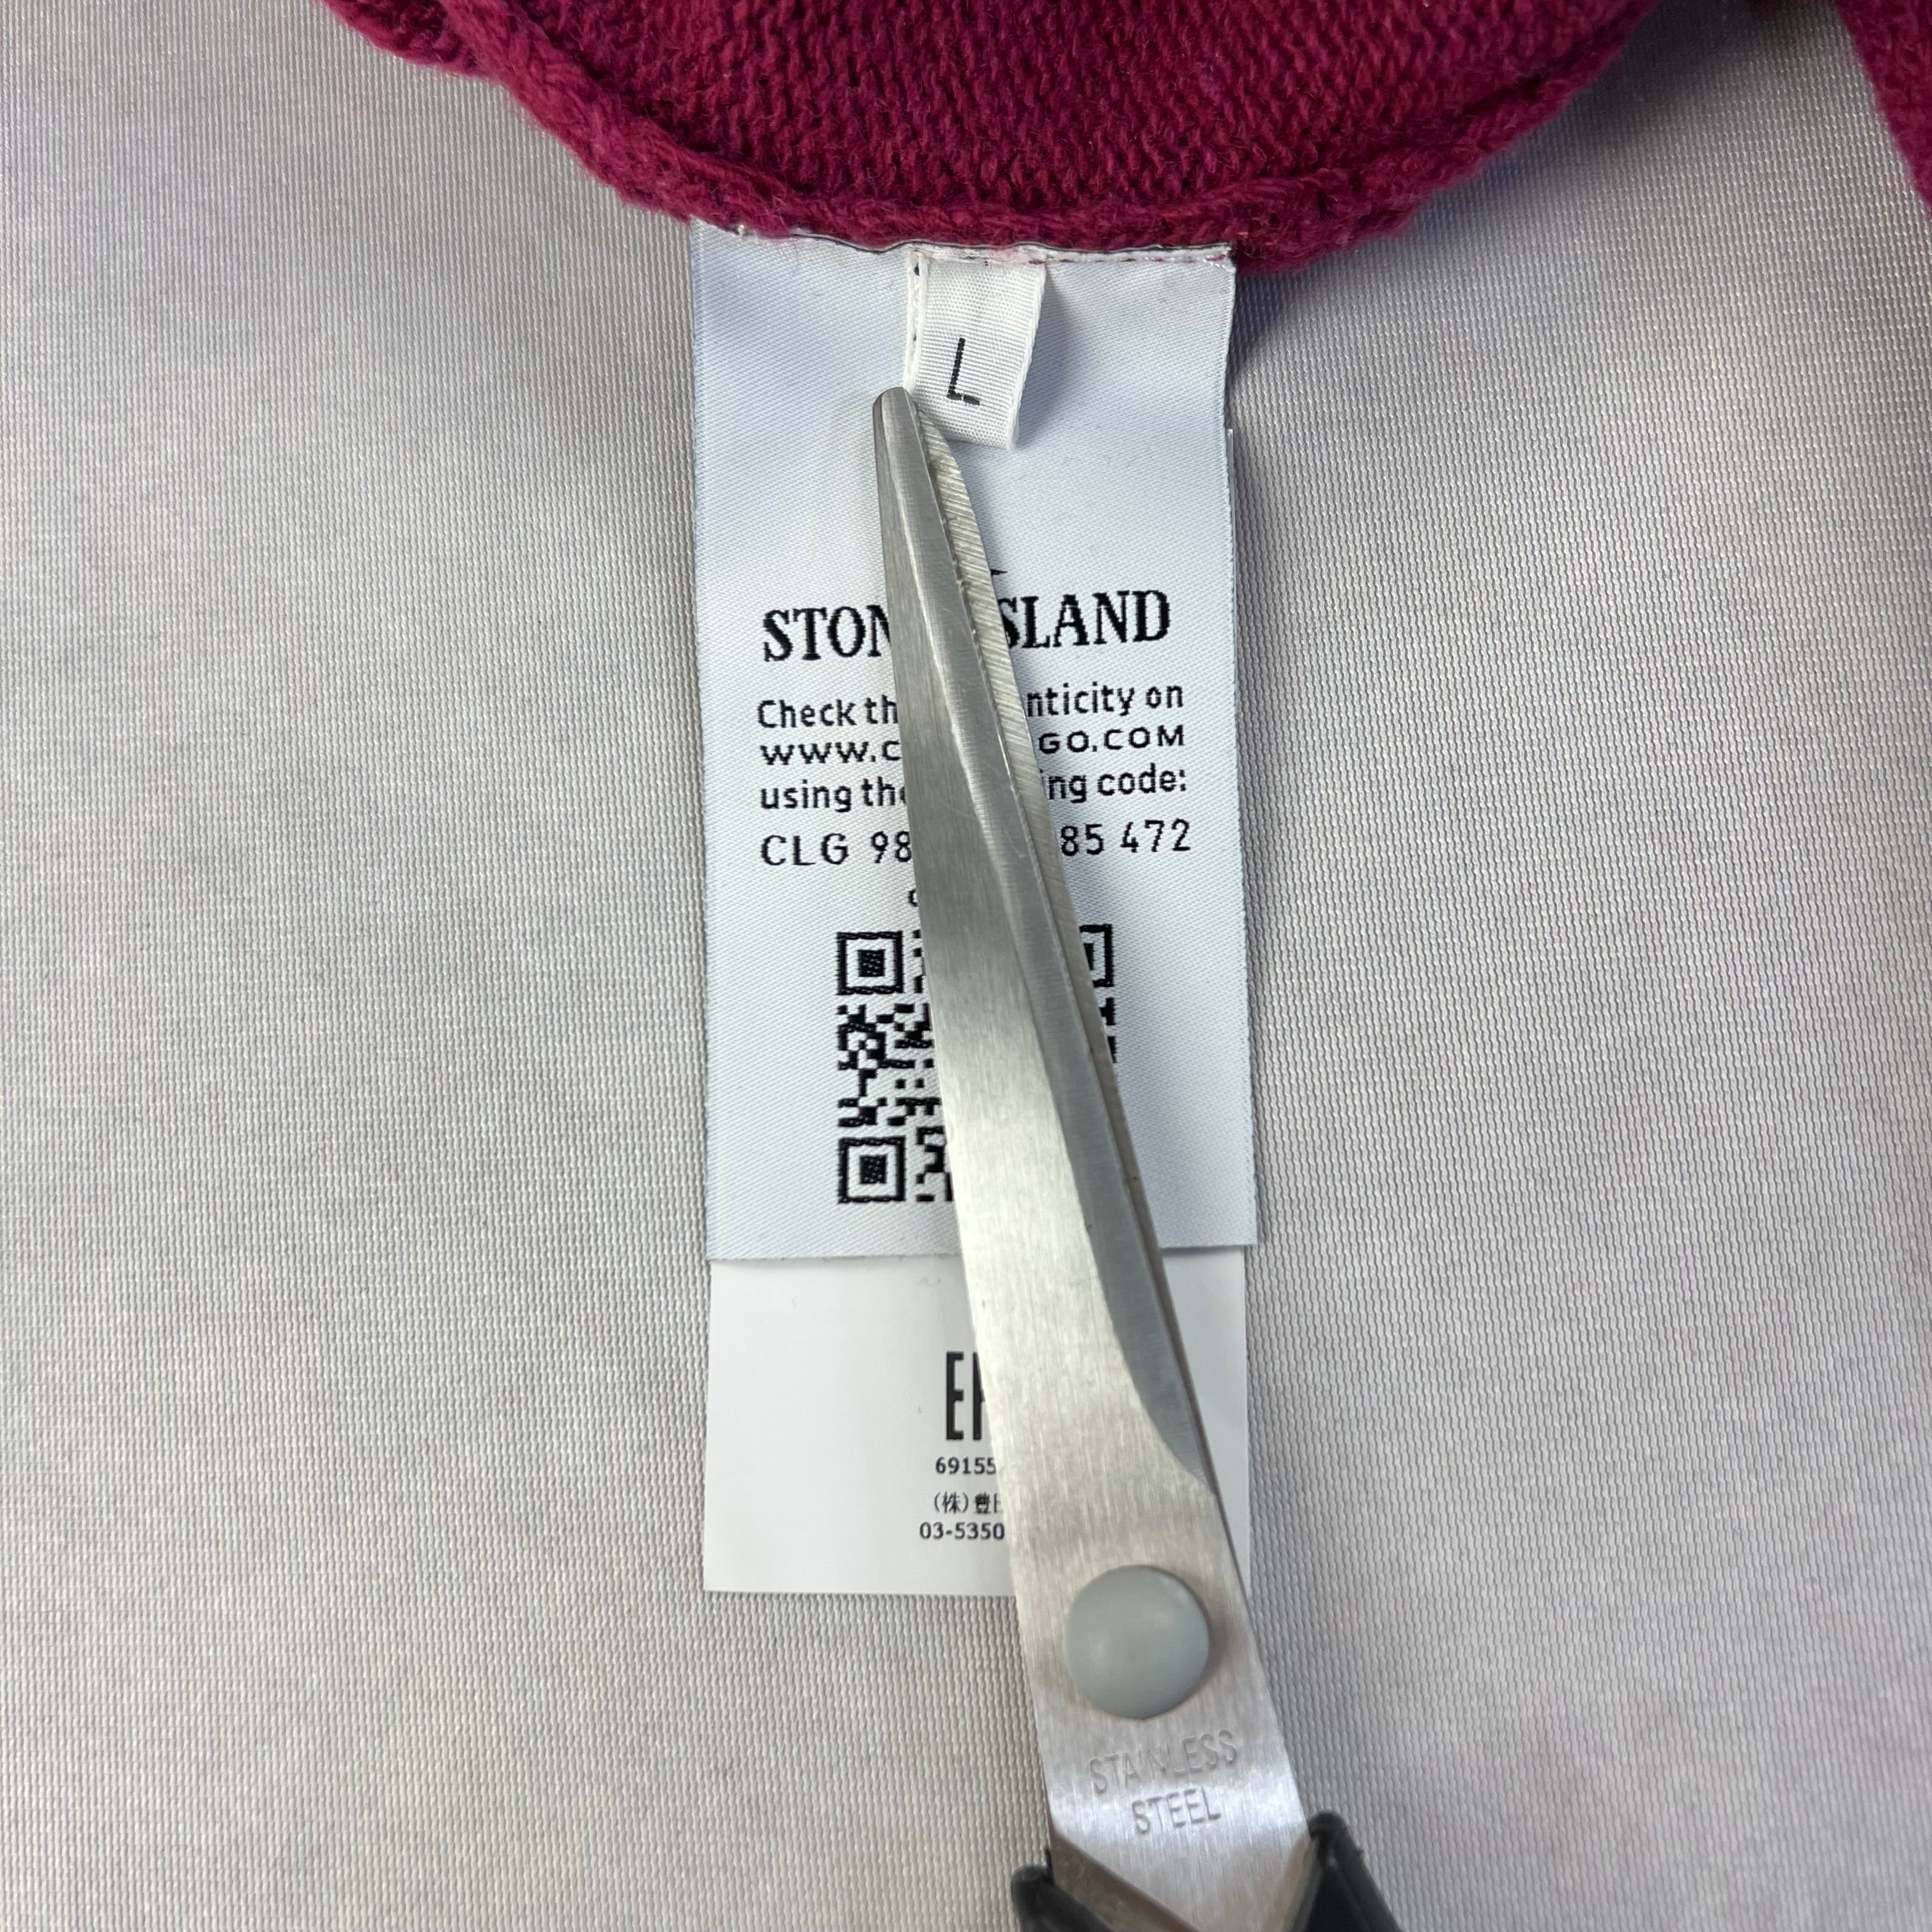 L
STON SLAND
Check th nticity on
WWW.C GO.COM
using the ing code:
CLG 98 85 472
69155
(株)豊
03-5350
STAINLESS
STEEL